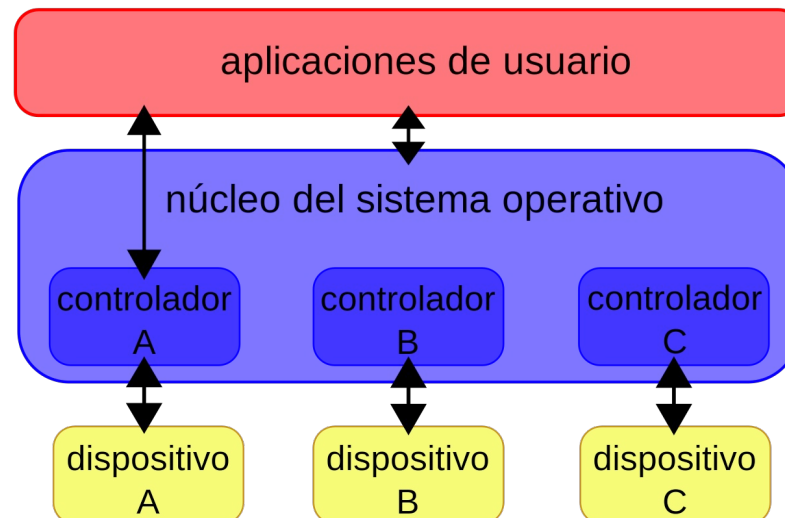 aplicaciones de usuario
núcleo del sistema operativo
controlador
A
controlador
B
controlador
C
dispositivo
A
dispositivo
B
dispositivo
C